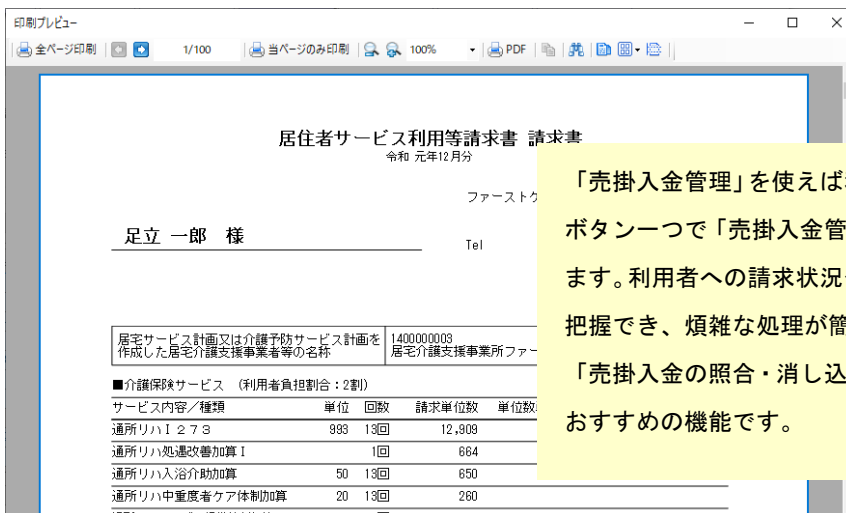 印刷プレビュー
全ページ印刷 1/100 当ページのみ印刷 100% PDF
居住者サービス利用等請求書 請求書
令和 元年12月分
ファーストケ
足立 一郎 様
Tel
居宅サービス計画又は介護予防サービス計画を
作成した居宅介護支援事業者等の名称
1400000003
居宅介護支援事業所ファー
■介護保険サービス (利用者負担割合:2割)
サービス内容/種類 単位 回数 請求単位数 単位数
通所リハⅠ273 993 13回 12,909
通所リハ処遇改善加算Ⅰ 1回 664
通所リハ入浴介助加算 50 13回 650
通所リハ中重度者ケア体制加算 20 13回 260
「売掛入金管理」を使えば
ボタン一つで「売掛入金管
ます。利用者への請求状況
把握でき、煩雑な処理が簡
「売掛入金の照合・消し込
おすすめの機能です。